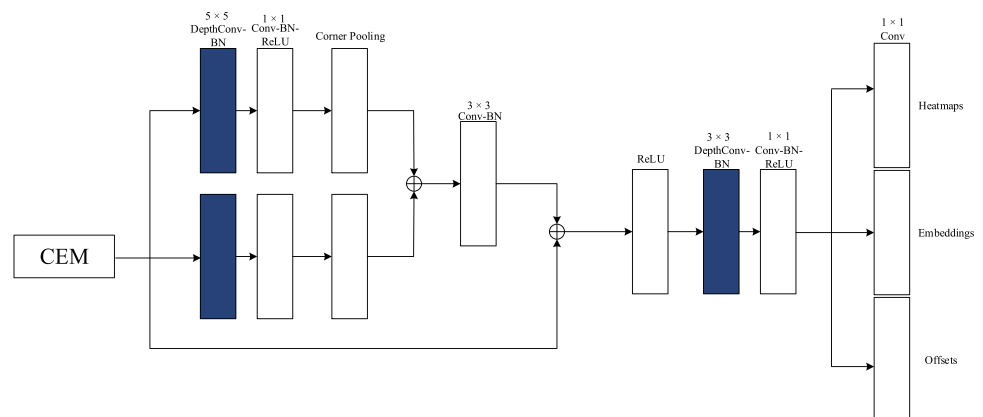 5 × 5
DepthConv-
BN
1 × 1
Conv-BN-
ReLU
Corner Pooling
3 × 3
Conv-BN
ReLU
3 × 3
DepthConv-
BN
1 × 1
Conv-BN-
ReLU
1 × 1
Conv
Heatmaps
CEM
Embeddings
Offsets